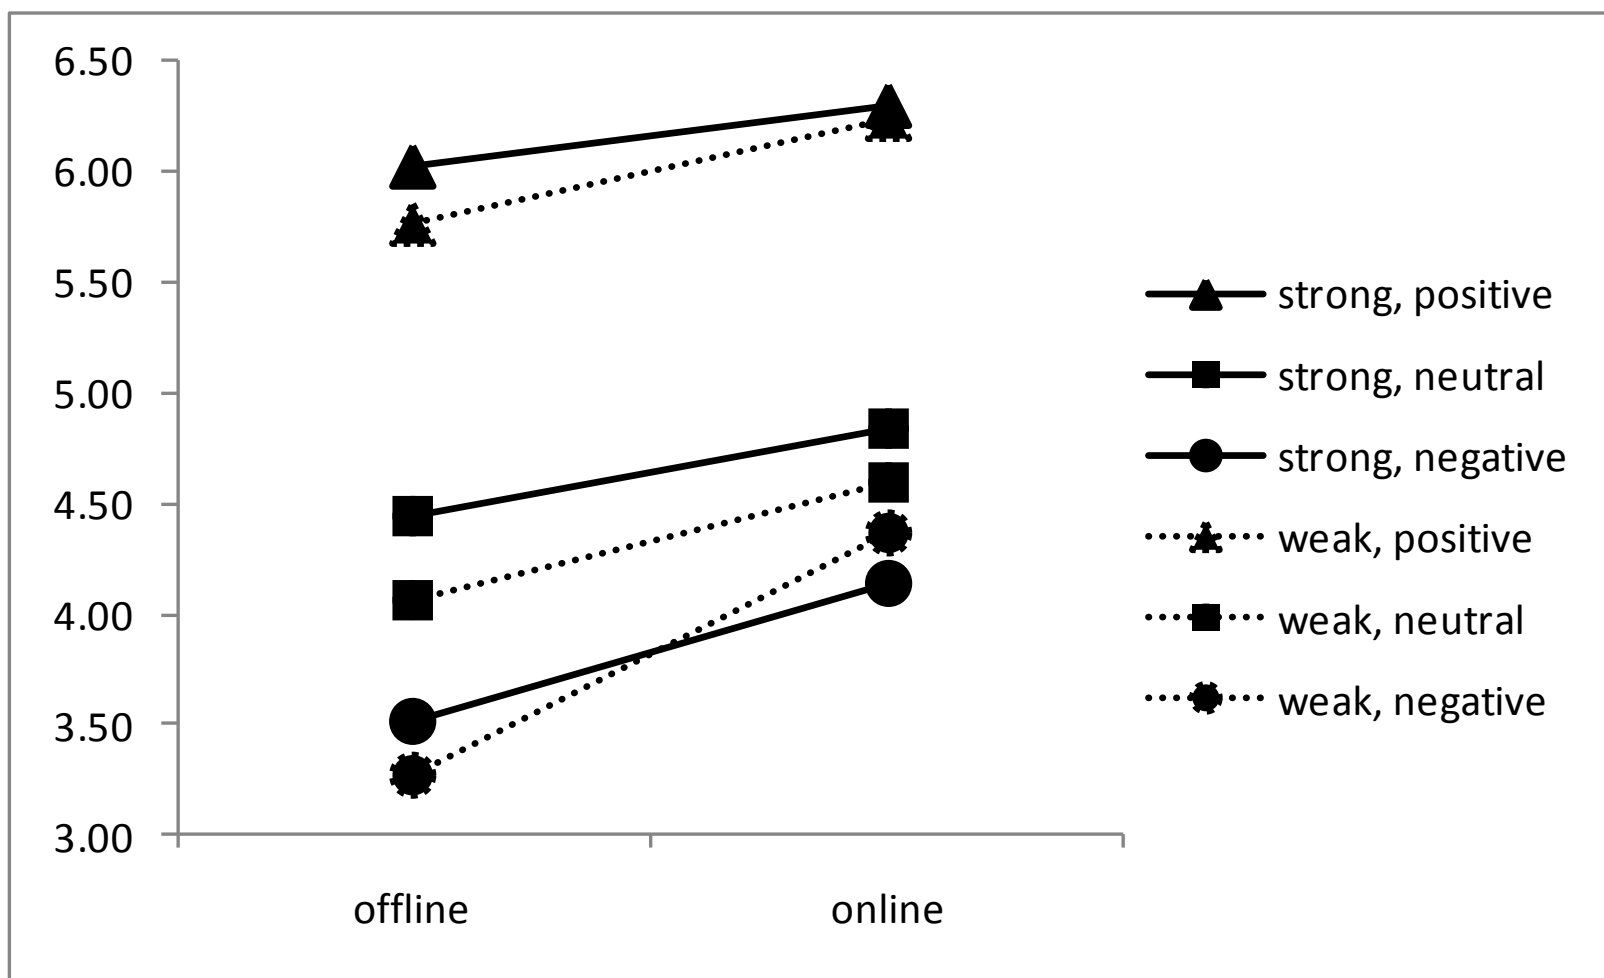 6.50
6.00
5.50
5.00
4.50
4.00
3.50
3.00
offline
online
strong, positive
strong, neutral
strong, negative
weak, positive
weak, neutral
weak, negative